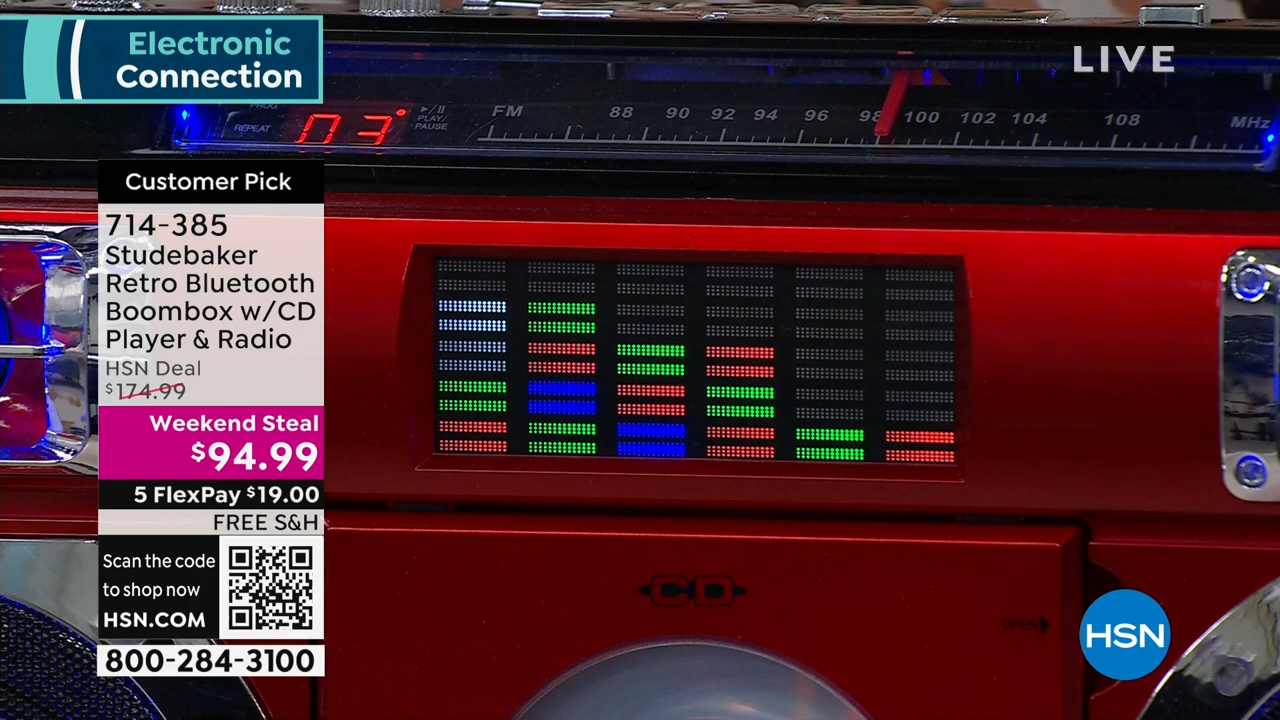 Electronic
Connection
LIVE
PROG
REPEAT
03
PLAY/
PAUSE
FM 88 90 92 94 96 98 100 102 104 108 MHz
Customer Pick
714-385
Studebaker
Retro Bluetooth
Boombox w/CD
Player & Radio
HSN Deal
$174.99
Weekend Steal
$94.99
5 FlexPay $19.00
FREE S&H
Scan the code
to shop now
HSN.COM
800-284-3100
CD
OPEN
HSN